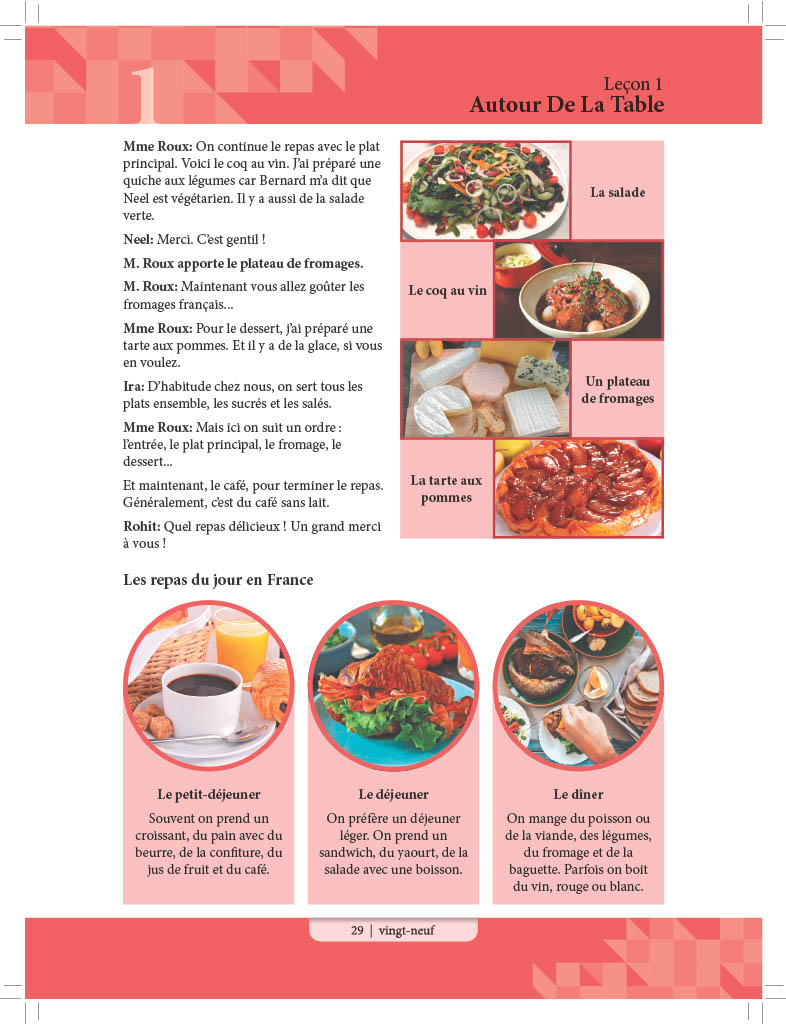 1
Leçon 1
Autour De La Table
Mme Roux: On continue le repas avec le plat
principal. Voici le coq au vin. J’ai préparé une
quiche aux légumes car Bernard m’a dit que
Neel est végétarien. Il y a aussi de la salade
verte.
Neel: Merci. C’est gentil !
M. Roux apporte le plateau de fromages.
M. Roux: Maintenant vous allez goûter les
fromages français...
Mme Roux: Pour le dessert, j’ai préparé une
tarte aux pommes. Et il y a de la glace, si vous
en voulez.
Ira: D’habitude chez nous, on sert tous les
plats ensemble, les sucrés et les salés.
Mme Roux: Mais ici on suit un ordre :
l’entrée, le plat principal, le fromage, le
dessert...
Et maintenant, le café, pour terminer le repas.
Généralement, c’est du café sans lait.
Rohit: Quel repas délicieux ! Un grand merci
à vous !
La salade
Le coq au vin
Un plateau
de fromages
La tarte aux
pommes
Les repas du jour en France
Le petit-déjeuner
Souvent on prend un
croissant, du pain avec du
beurre, de la confiture, du
jus de fruit et du café.
Le déjeuner
On préfère un déjeuner
léger. On prend un
sandwich, du yaourt, de la
salade avec une boisson.
Le dîner
On mange du poisson ou
de la viande, des légumes,
du fromage et de la
baguette. Parfois on boit
du vin, rouge ou blanc.
29 | vingt-neuf